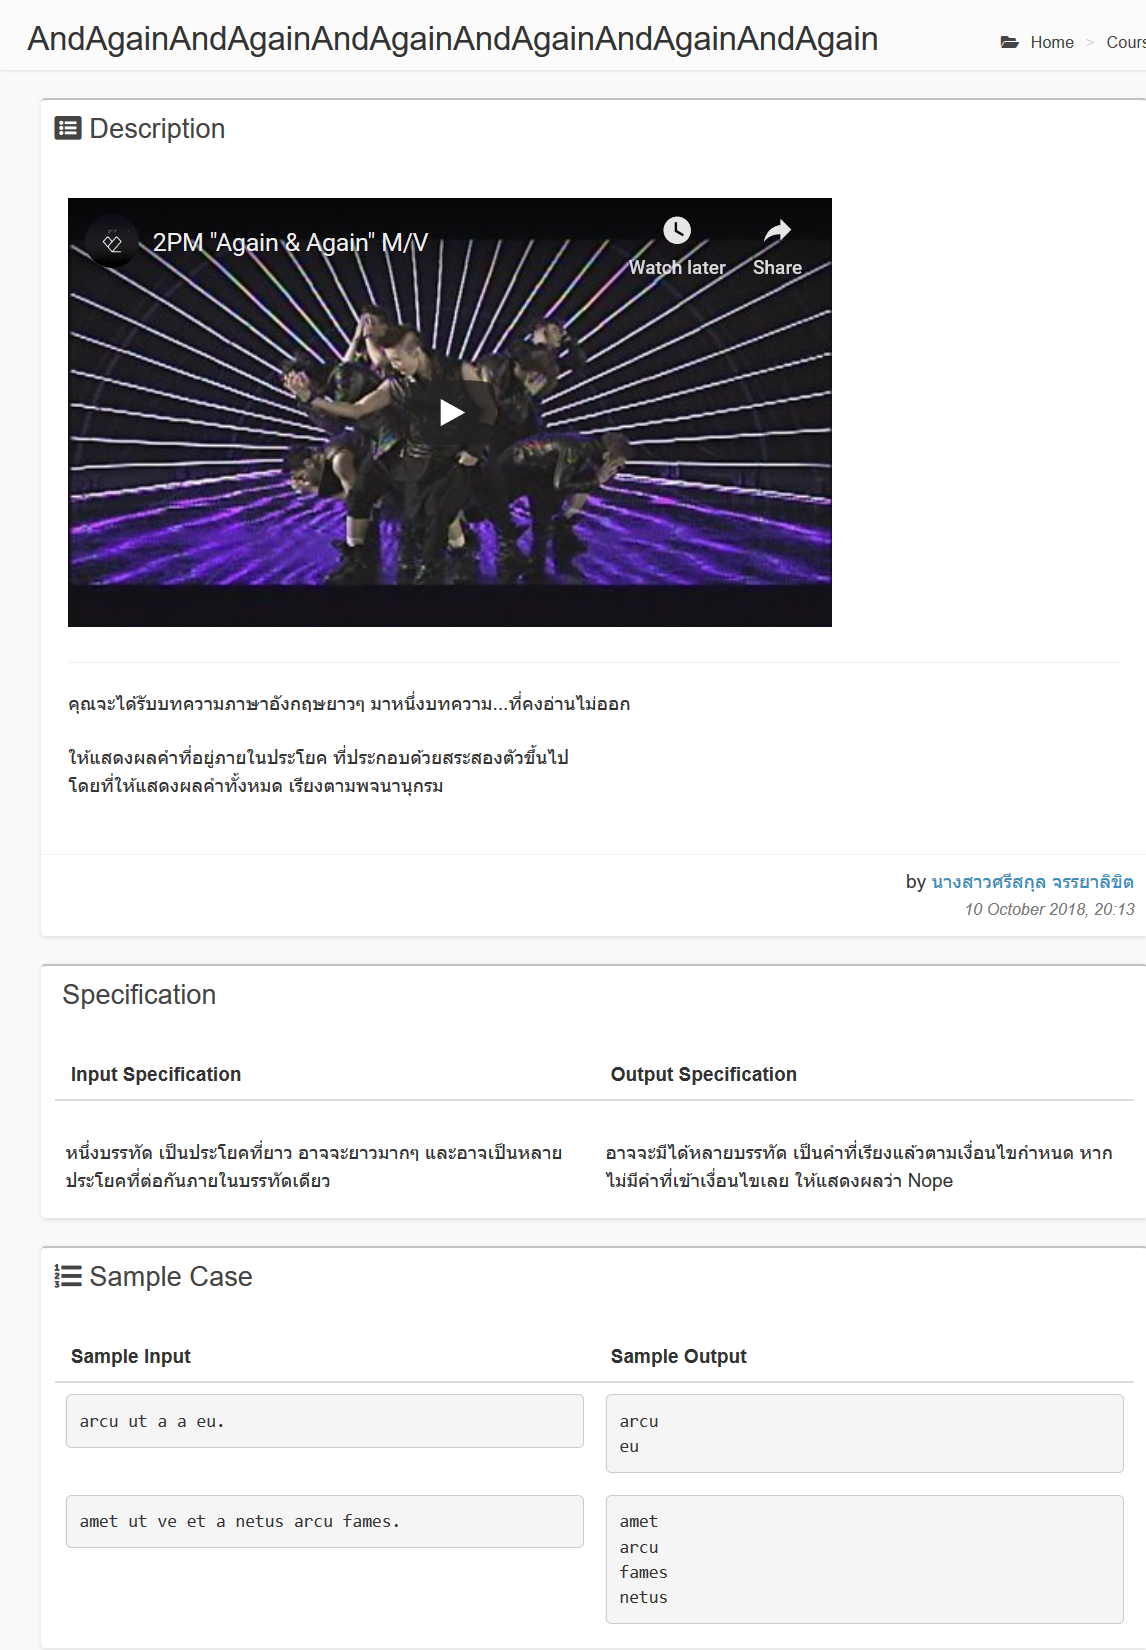 AndAgainAndAgainAndAgainAndAgainAndAgainAndAgain
Home > Cours
Description
2PM "Again & Again" M/V
Watch later
Share
คุณจะได้รับบทความภาษาอังกฤษยาวๆ มาหนึ่งบทความ...ที่คงอ่านไม่ออก
ให้แสดงผลคำที่อยู่ภายในประโยค ที่ประกอบด้วยสระสองตัวขึ้นไป
โดยที่ให้แสดงผลคำทั้งหมด เรียงตามพจนานุกรม
by นางสาวศรีสกุล จรรยาลิขิต
10 October 2018, 20:13
Specification
Input Specification
Output Specification
หนึ่งบรรทัด เป็นประโยคที่ยาว อาจจะยาวมากๆ และอาจเป็นหลาย
ประโยคที่ต่อกันภายในบรรทัดเดียว
อาจจะมีได้หลายบรรทัด เป็นคำที่เรียงแล้วตามเงื่อนไขกำหนด หาก
ไม่มีคำที่เข้าเงื่อนไขเลย ให้แสดงผลว่า Nope
Sample Case
Sample Input
Sample Output
arcu ut a a eu.
arcu
eu
amet ut ve et a netus arcu fames.
amet
arcu
fames
netus